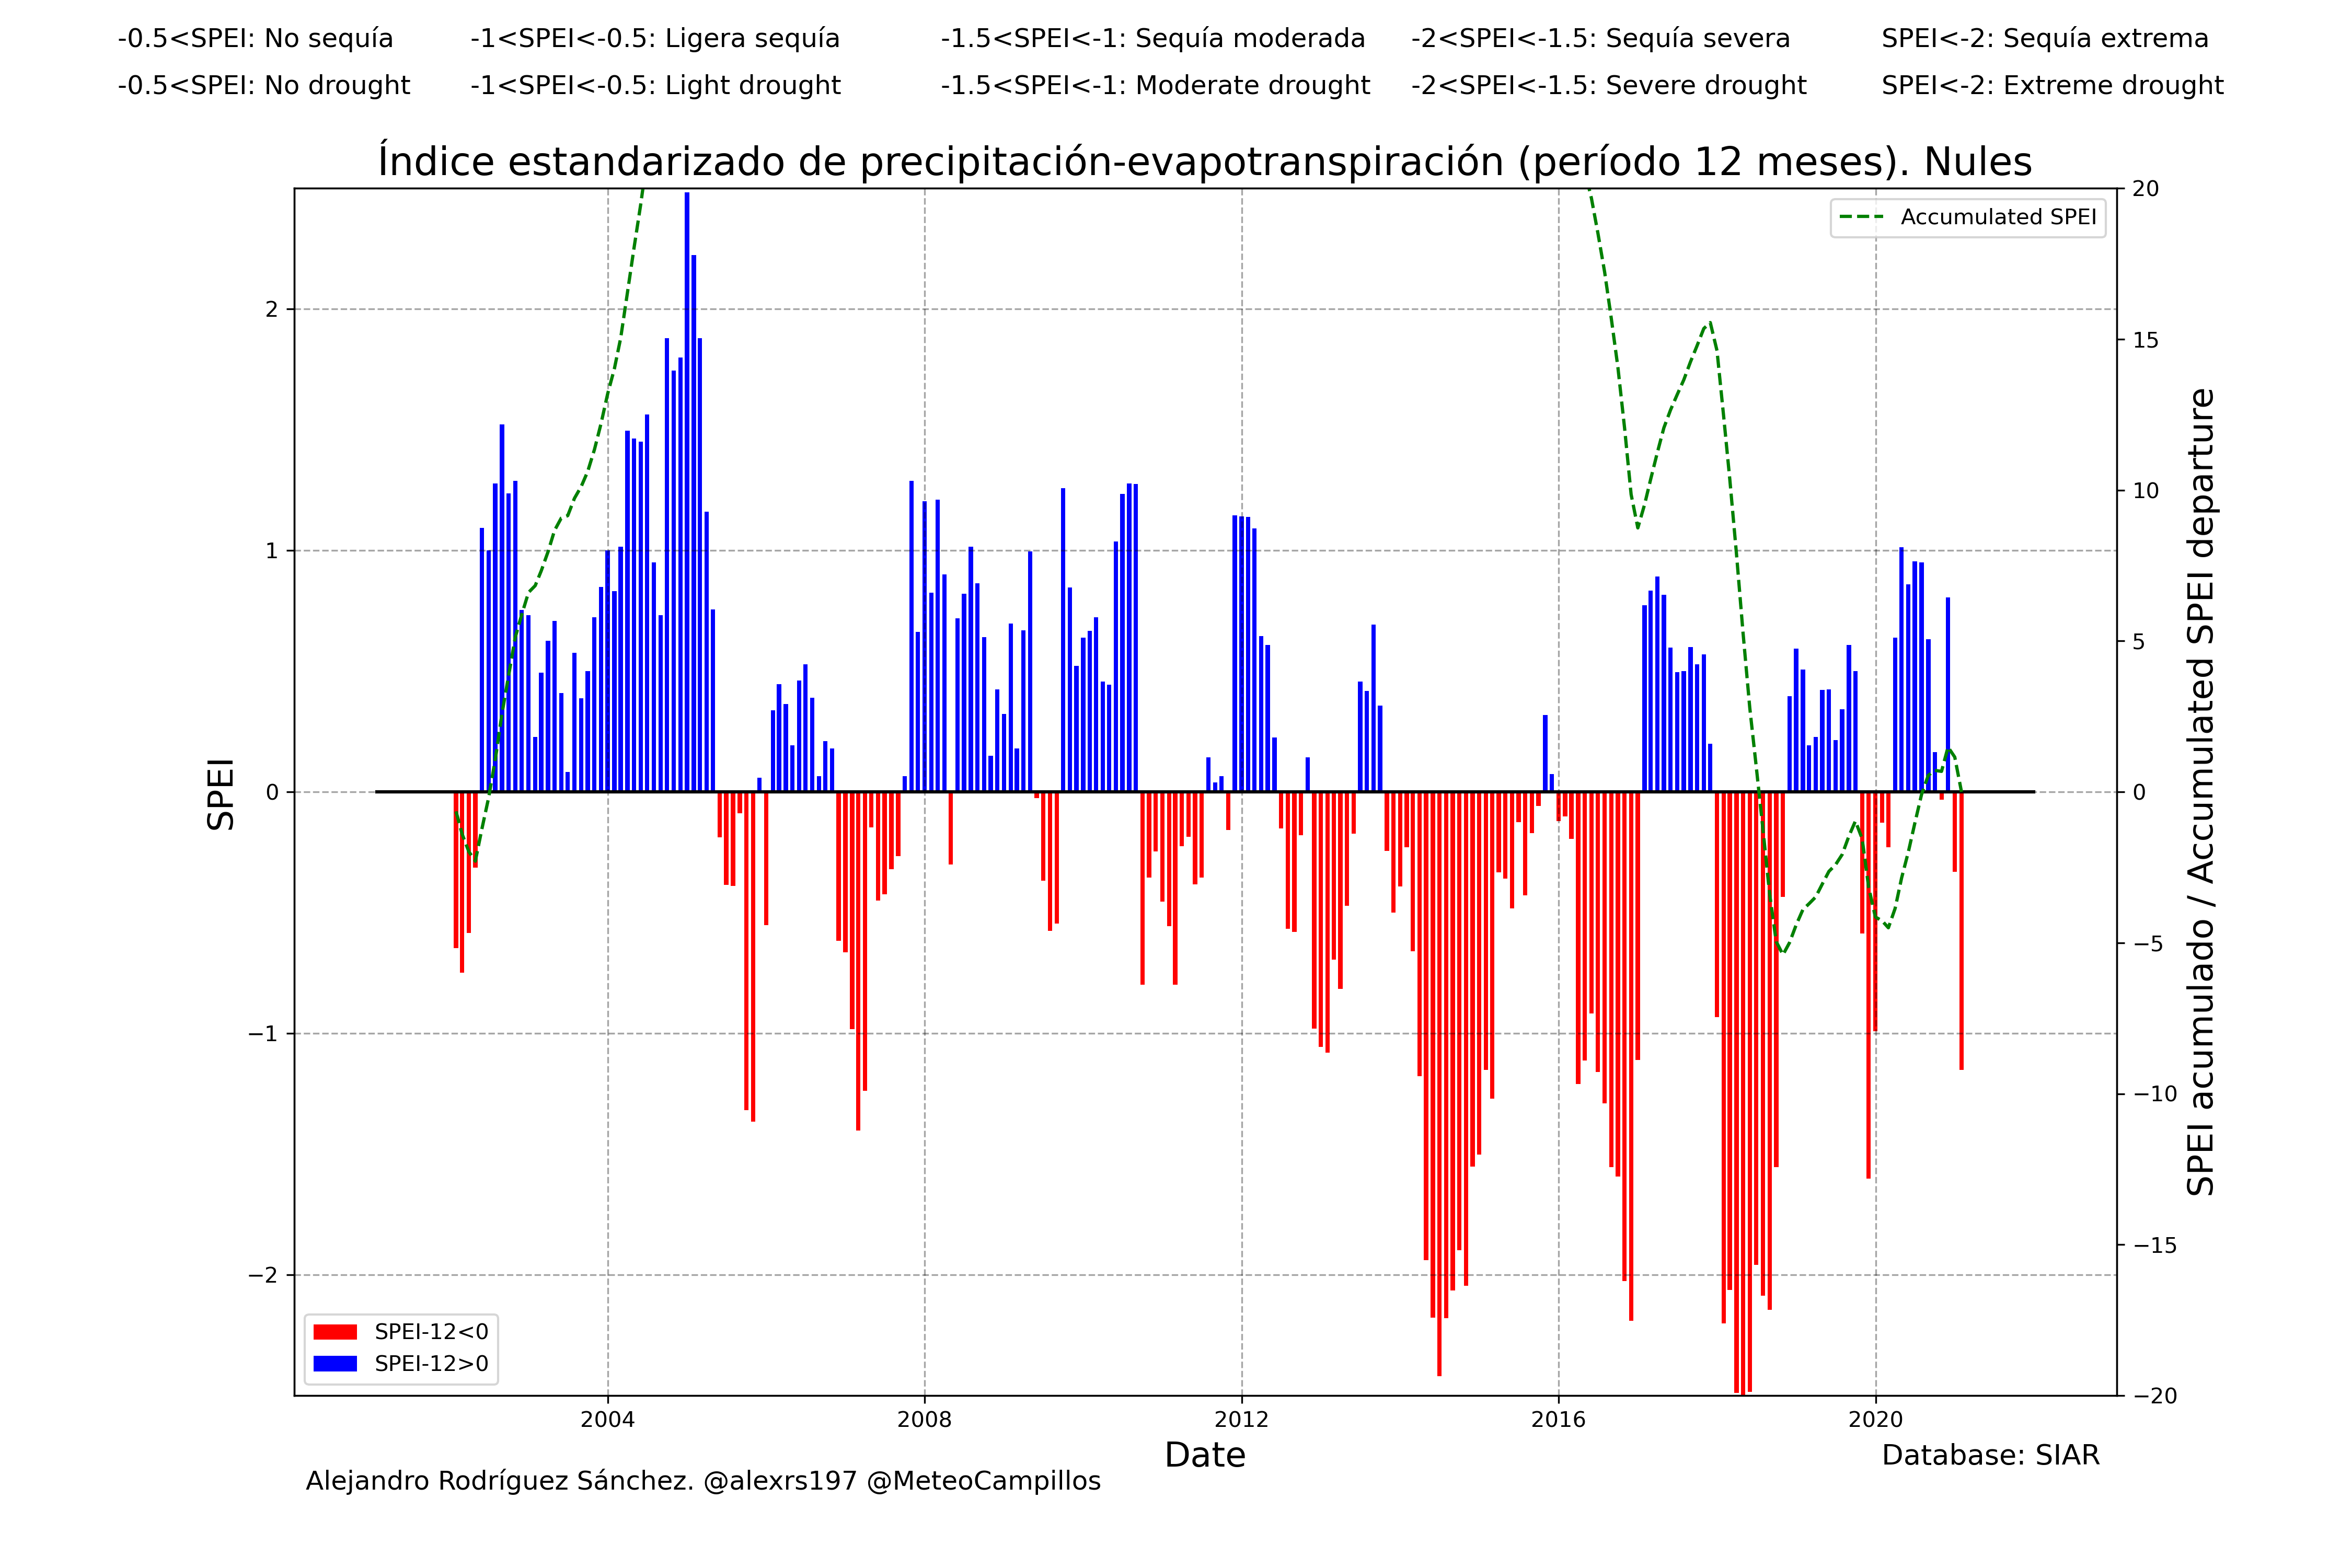 -0.5<SPEI: No sequía -1<SPEI<-0.5: Ligera sequía -1.5<SPEI<-1: Sequía moderada -2<SPEI<-1.5: Sequía severa SPEI<-2: Sequía extrema
-0.5<SPEI: No drought -1<SPEI<-0.5: Light drought -1.5<SPEI<-1: Moderate drought -2<SPEI<-1.5: Severe drought SPEI<-2: Extreme drought
Índice estandarizado de precipitación-evapotranspiración (período 12 meses). Nules
Accumulated SPEI
SPEI
2
1
0
−1
−2
20
15
10
5
0
−5
−10
−15
−20
SPEI acumulado / Accumulated SPEI departure
SPEI-12<0
SPEI-12>0
2004 2008 2012 2016 2020
Date
Database: SIAR
Alejandro Rodríguez Sánchez. @alexrs197 @MeteoCampillos